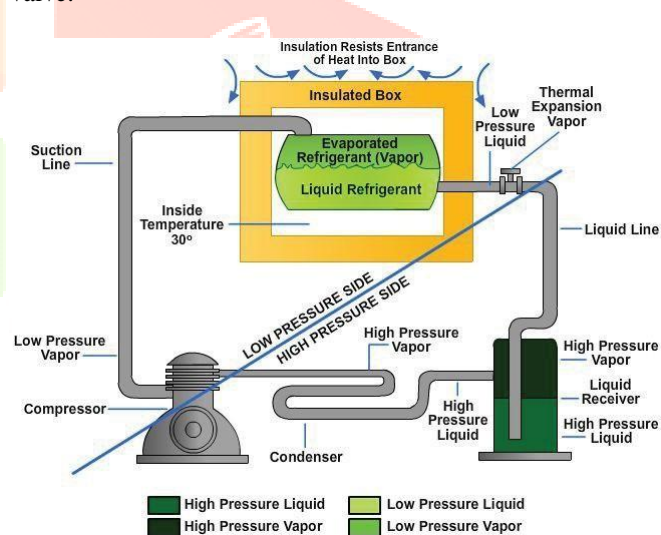 Insulation Resists Entrance
of Heat Into Box
Insulated Box
Thermal
Expansion
Vapor
Low
Pressure
Liquid
Evaporated
Refrigerant (Vapor)
Liquid Refrigerant
Suction
Line
Inside
Temperature
30º
Liquid Line
LOW PRESSURE SIDE
HIGH PRESSURE SIDE
Low Pressure
Vapor
High Pressure
Vapor
High Pressure
Vapor
Liquid
Receiver
High Pressure
Liquid
Compressor
High
Pressure
Liquid
Condenser
High Pressure Liquid
Low Pressure Liquid
High Pressure Vapor
Low Pressure Vapor